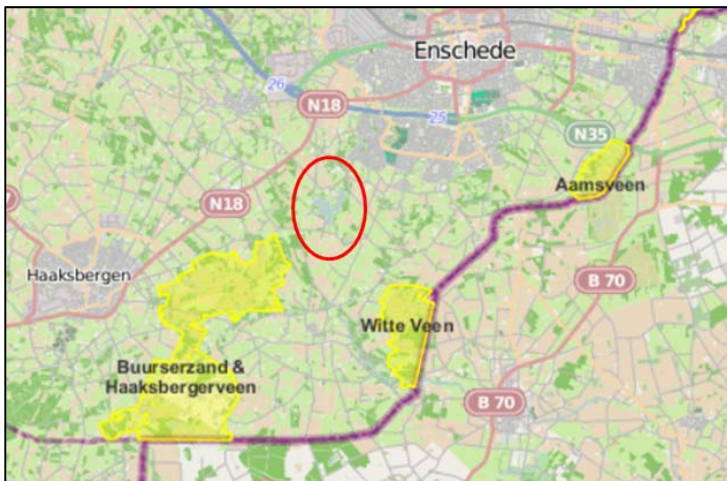 Enschede
26
N18
25
N35
Aamsveen
N18
Haaksbergen
B 70
Witte Veen
Buurserzand &
Haaksbergerveen
B 70